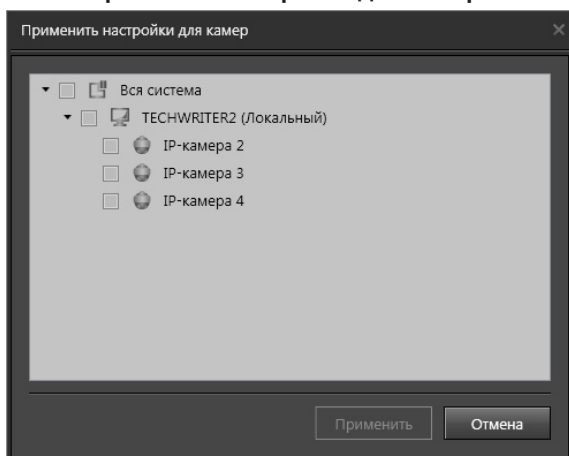 Применить настройки для камер
Вся система
TECHWRITER2 (Локальный)
IP-камера 2
IP-камера 3
IP-камера 4
Применить
Отмена